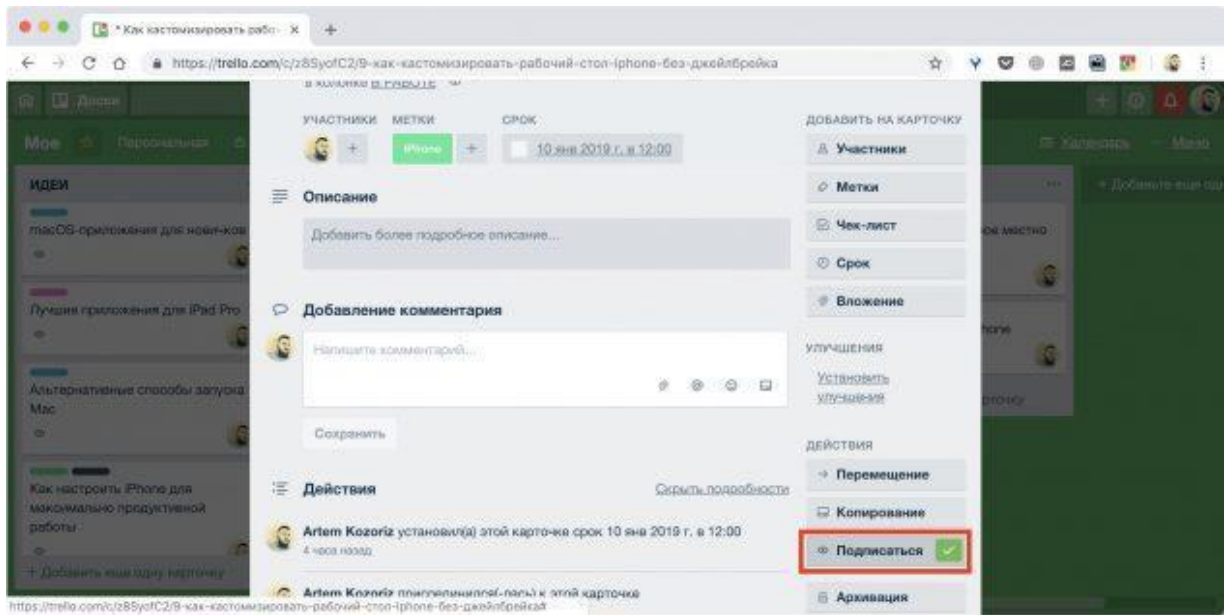 * Как кастомизировать рабо
https://trello.com/c/z8SyofC2/9-как-кастомизировать-рабочий-стол-iphone-без-джейлбрейка
Доски
Мое
Персональная
Календарь
Меню
в колонке В РАБОТЕ
УЧАСТНИКИ МЕТКИ СРОК
iPhone
10 янв 2019 г. в 12:00
Описание
Добавить более подробное описание...
Добавление комментария
Напишите комментарий...
Сохранить
Действия
Скрыть подробности
Artem Kozoriz установил(а) этой карточке срок 10 янв 2019 г. в 12:00
4 часа назад
Artem Kozoriz присоединился(-лась) к этой карточке
ДОБАВИТЬ НА КАРТОЧКУ
Участники
Метки
Чек-лист
Срок
Вложение
УЛУЧШЕНИЯ
Установить
улучшения
ДЕЙСТВИЯ
Перемещение
Копирование
Подписаться
Архивация
ИДЕИ
macOS-приложения для новичков
Лучшие приложения для iPad Pro
Альтернативные способы запуска
Mac
Как настроить iPhone для
максимально продуктивной
работы
+ Добавить еще одну карточку
+ Добавьте еще
местно
карточку
https://trello.com/c/z8SyofC2/9-как-кастомизировать-рабочий-стол-iphone-без-джейлбрейка#